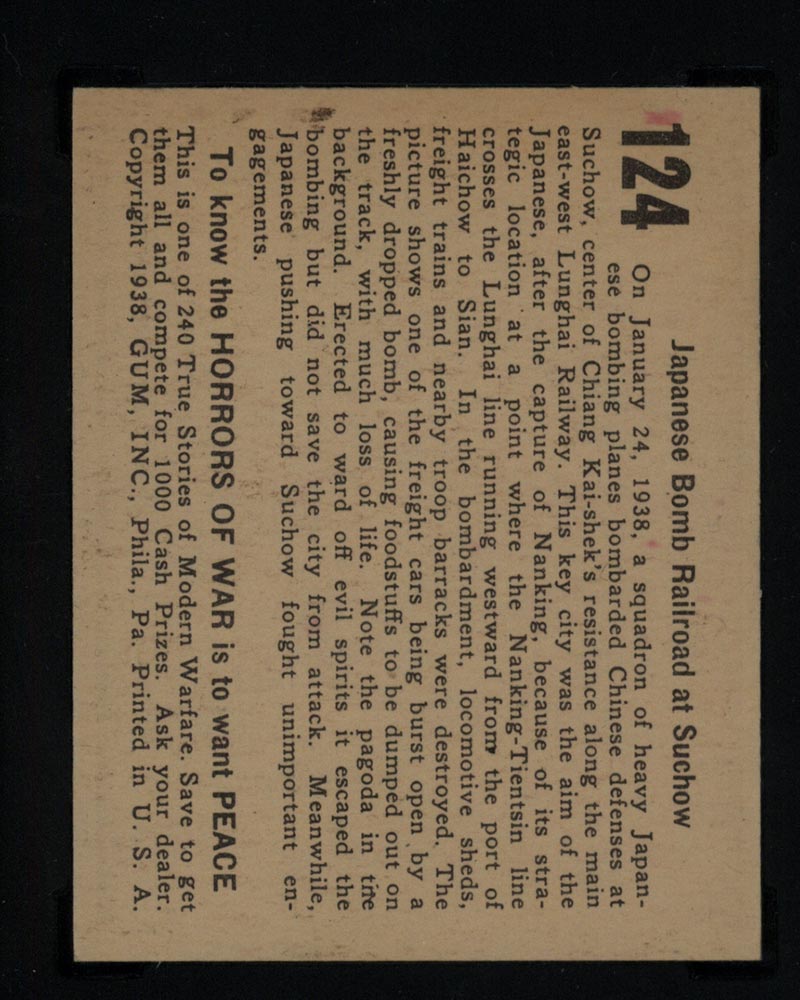 124
Japanese Bomb Railroad at Suchow
On January 24, 1938, a squadron of heavy Japan-
ese bombing planes bombarded Chinese defenses at
Suchow, center of Chiang Kai-shek's resistance along the main
east-west Lunghai Railway. This key city was the aim of the
Japanese, after the capture of Nanking, because of its stra-
tegic location at a point where the Nanking-Tientsin line
crosses the Lunghai line running westward from the port of
Haichow to Sian. In the bombardment, locomotive sheds,
freight trains and nearby troop barracks were destroyed. The
picture shows one of the freight cars being burst open by a
freshly dropped bomb, causing foodstuffs to be dumped out on
the track, with much loss of life. Note the pagoda in the
background. Erected to ward off evil spirits it escaped the
bombing but did not save the city from attack. Meanwhile,
Japanese pushing toward Suchow fought unimportant en-
gagements.
To know the HORRORS OF WAR is to want PEACE
This is one of 240 True Stories of Modern Warfare. Save to get
them all and compete for 1000 Cash Prizes. Ask your dealer.
Copyright 1938, GUM, INC., Phila., Pa. Printed in U. S. A.